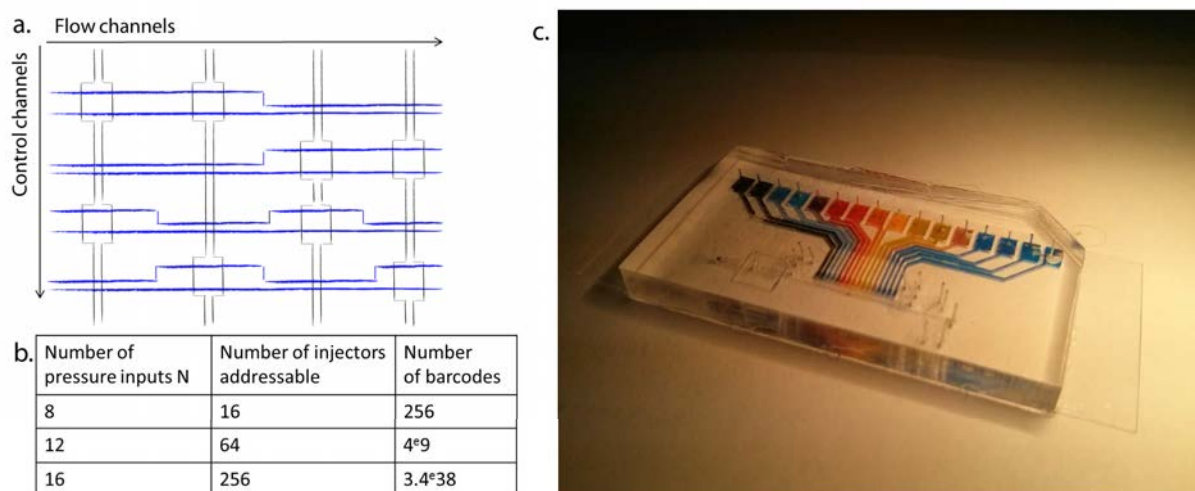 a.
Flow channels
Control channels
b.
Number of pressure inputs N
Number of injectors addressable
Number of barcodes
8
16
256
12
64
4e9
16
256
3.4e38
c.